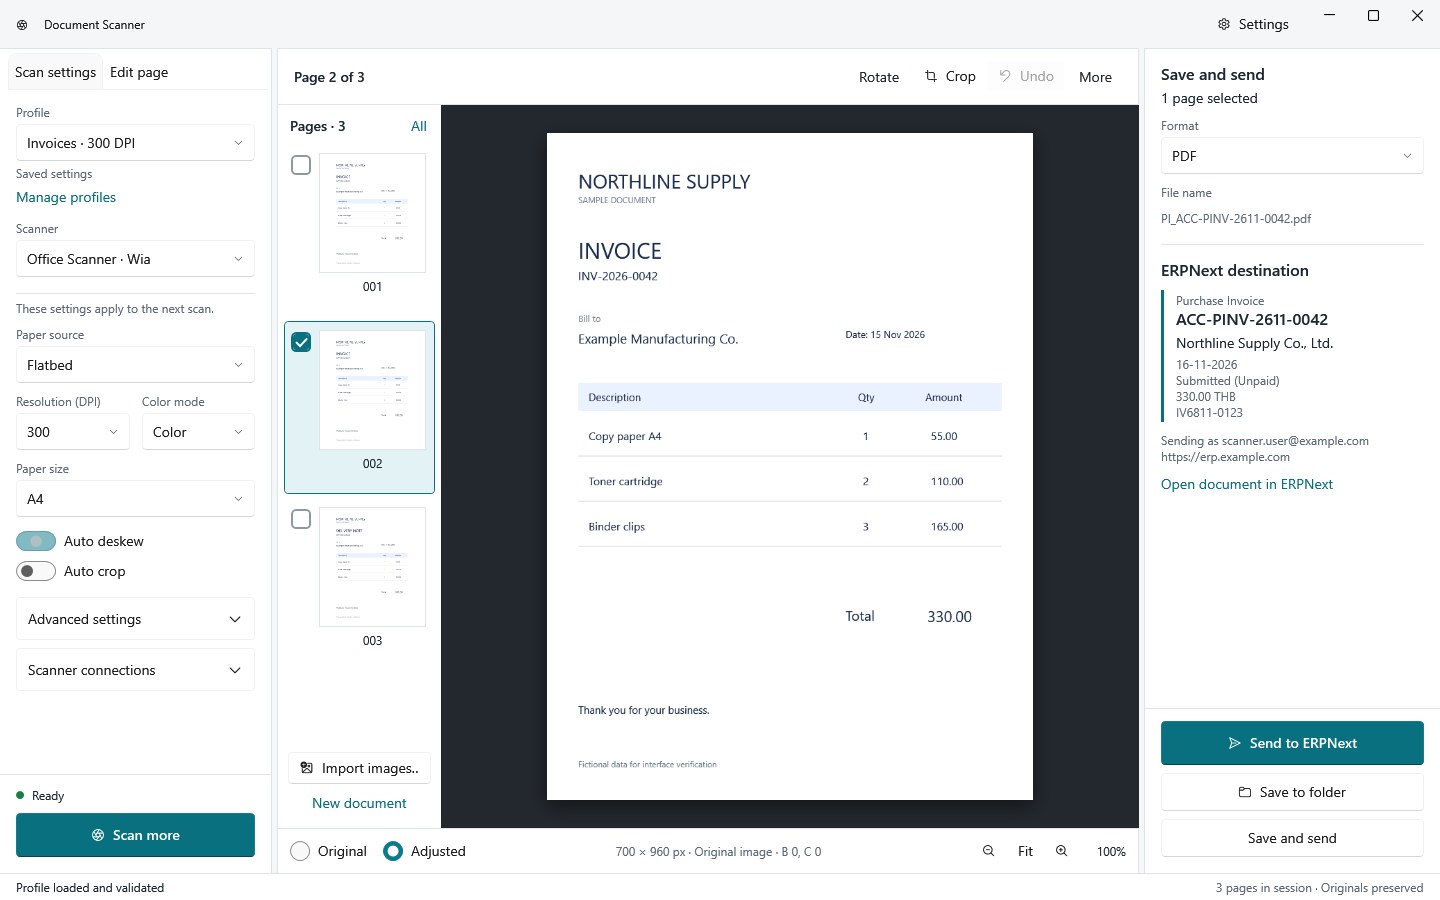 Document Scanner
Settings
Scan settings
Edit page
Profile
Invoices · 300 DPI
Saved settings
Manage profiles
Scanner
Office Scanner · Wia
These settings apply to the next scan.
Paper source
Flatbed
Resolution (DPI)
Color mode
300
Color
Paper size
A4
Auto deskew
Auto crop
Advanced settings
Scanner connections
Ready
Scan more
Profile loaded and validated
Page 2 of 3
Rotate
Crop
Undo
More
Pages · 3
All
001
002
003
Import images..
New document
NORTHLINE SUPPLY
SAMPLE DOCUMENT
INVOICE
INV-2026-0042
Bill to
Example Manufacturing Co.
Date: 15 Nov 2026
Description Qty Amount
Copy paper A4 1 55.00
Toner cartridge 2 110.00
Binder clips 3 165.00
Total 330.00
Thank you for your business.
Fictional data for interface verification
Original
Adjusted
700 × 960 px · Original image · B 0, C 0
Fit
100%
Save and send
1 page selected
Format
PDF
File name
PI_ACC-PINV-2611-0042.pdf
ERPNext destination
Purchase Invoice
ACC-PINV-2611-0042
Northline Supply Co., Ltd.
16-11-2026
Submitted (Unpaid)
330.00 THB
IV6811-0123
Sending as scanner.user@example.com
https://erp.example.com
Open document in ERPNext
Send to ERPNext
Save to folder
Save and send
3 pages in session · Originals preserved